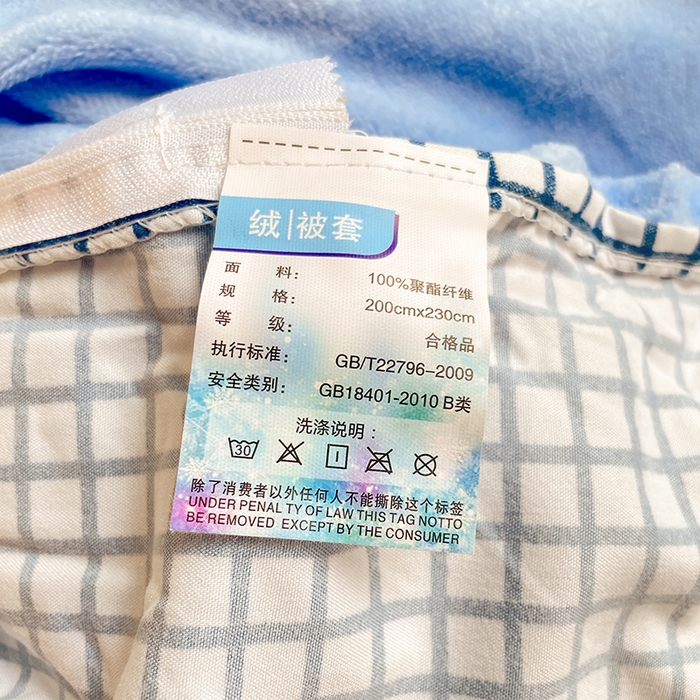 绒|被套
面 料： 100%聚酯纤维
规 格： 200cmx230cm
等 级： 合格品
执行标准： GB/T22796-2009
安全类别： GB18401-2010 B类
洗涤说明：
30
除了消费者以外任何人不能撕除这个标签
UNDER PENAL TY OF LAW THIS TAG NOTTO
BE REMOVED EXCEPT BY THE CONSUMER